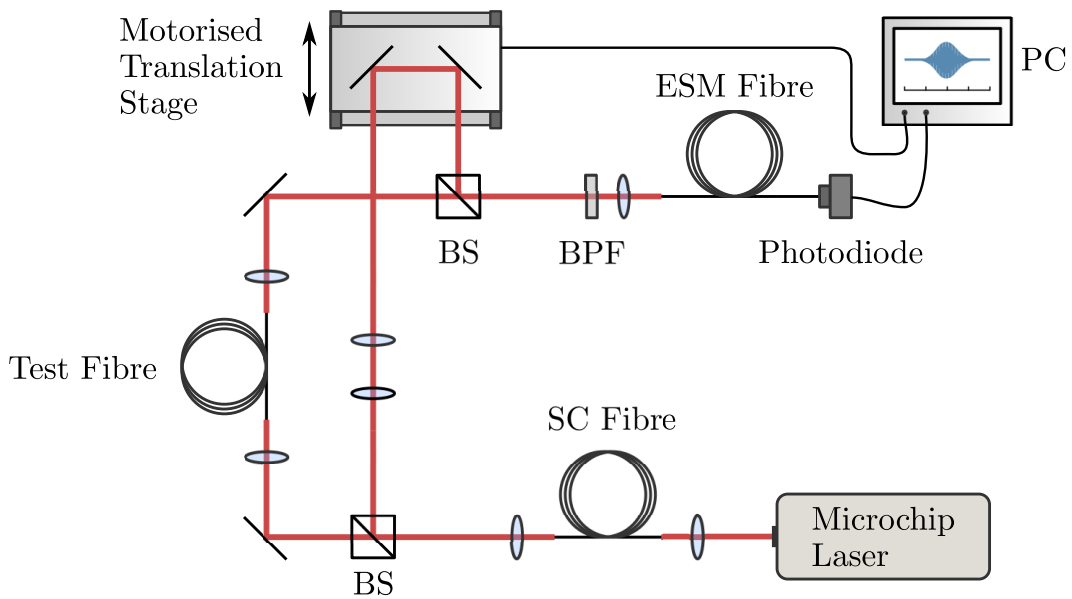 Motorised
Translation
Stage
PC
ESM Fibre
BS
BPF
Photodiode
Test Fibre
SC Fibre
Microchip
Laser
BS